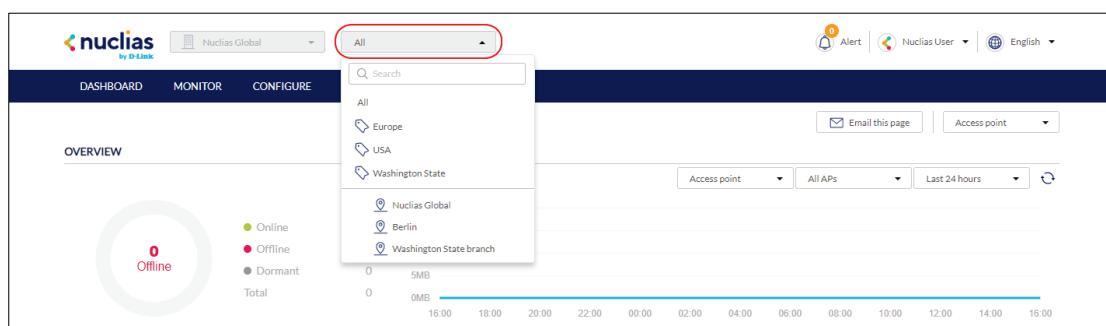 nuclias
by D-Link
Nuclias Global
All
0
Alert
Nuclias User
English
DASHBOARD MONITOR CONFIGURE
Search
All
Europe
USA
Washington State
Nuclias Global
Berlin
Washington State branch
Email this page
Access point
OVERVIEW
Access point
All APs
Last 24 hours
0
Offline
Online
Offline
Dormant 0
Total 0
5MB
0MB
16:00 18:00 20:00 22:00 00:00 02:00 04:00 06:00 08:00 10:00 12:00 14:00 16:00